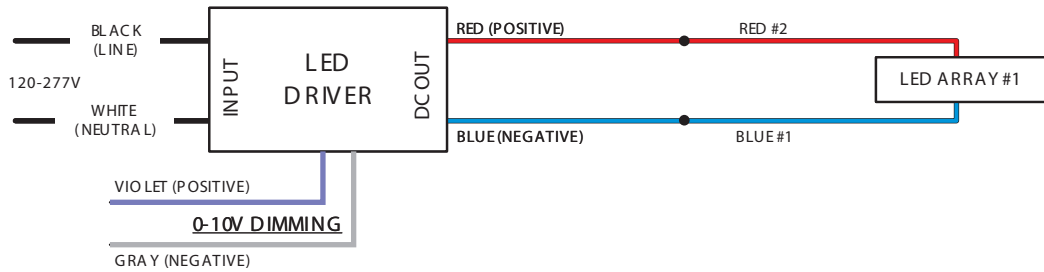 BLACK
(LINE)
120-277V
WHITE
(NEUTRAL)
INPUT
LED
DRIVER
DC OUT
RED (POSITIVE)
RED #2
LED ARRAY #1
BLUE (NEGATIVE)
BLUE #1
VIOLET (POSITIVE)
0-10V DIMMING
GRAY (NEGATIVE)